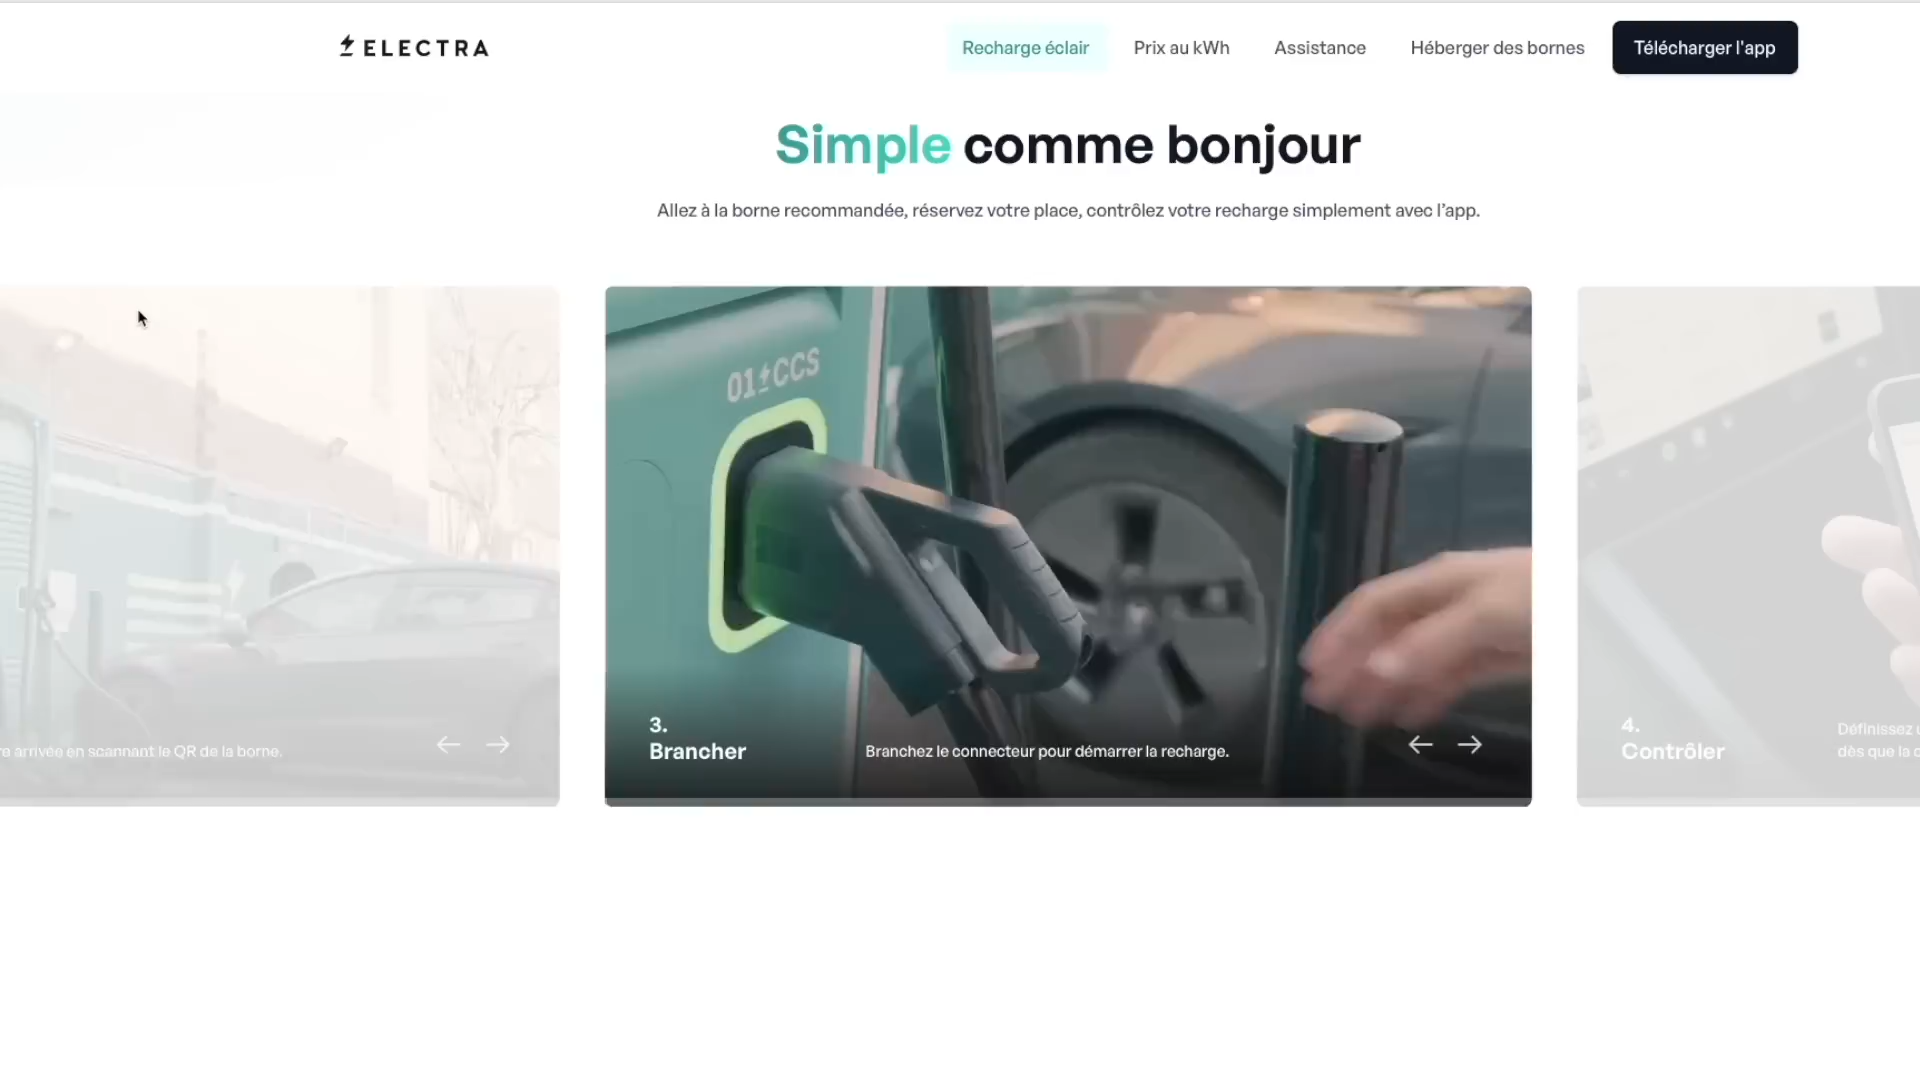 ELECTRA
Recharge éclair
Prix au kWh
Assistance
Héberger des bornes
Télécharger l'app
Simple comme bonjour
Allez à la borne recommandée, réservez votre place, contrôlez votre recharge simplement avec l’app.
arrivée en scannant le QR de la borne.
01 CCS
3.
Brancher
Branchez le connecteur pour démarrer la recharge.
4.
Contrôler
Définissez
dès que la